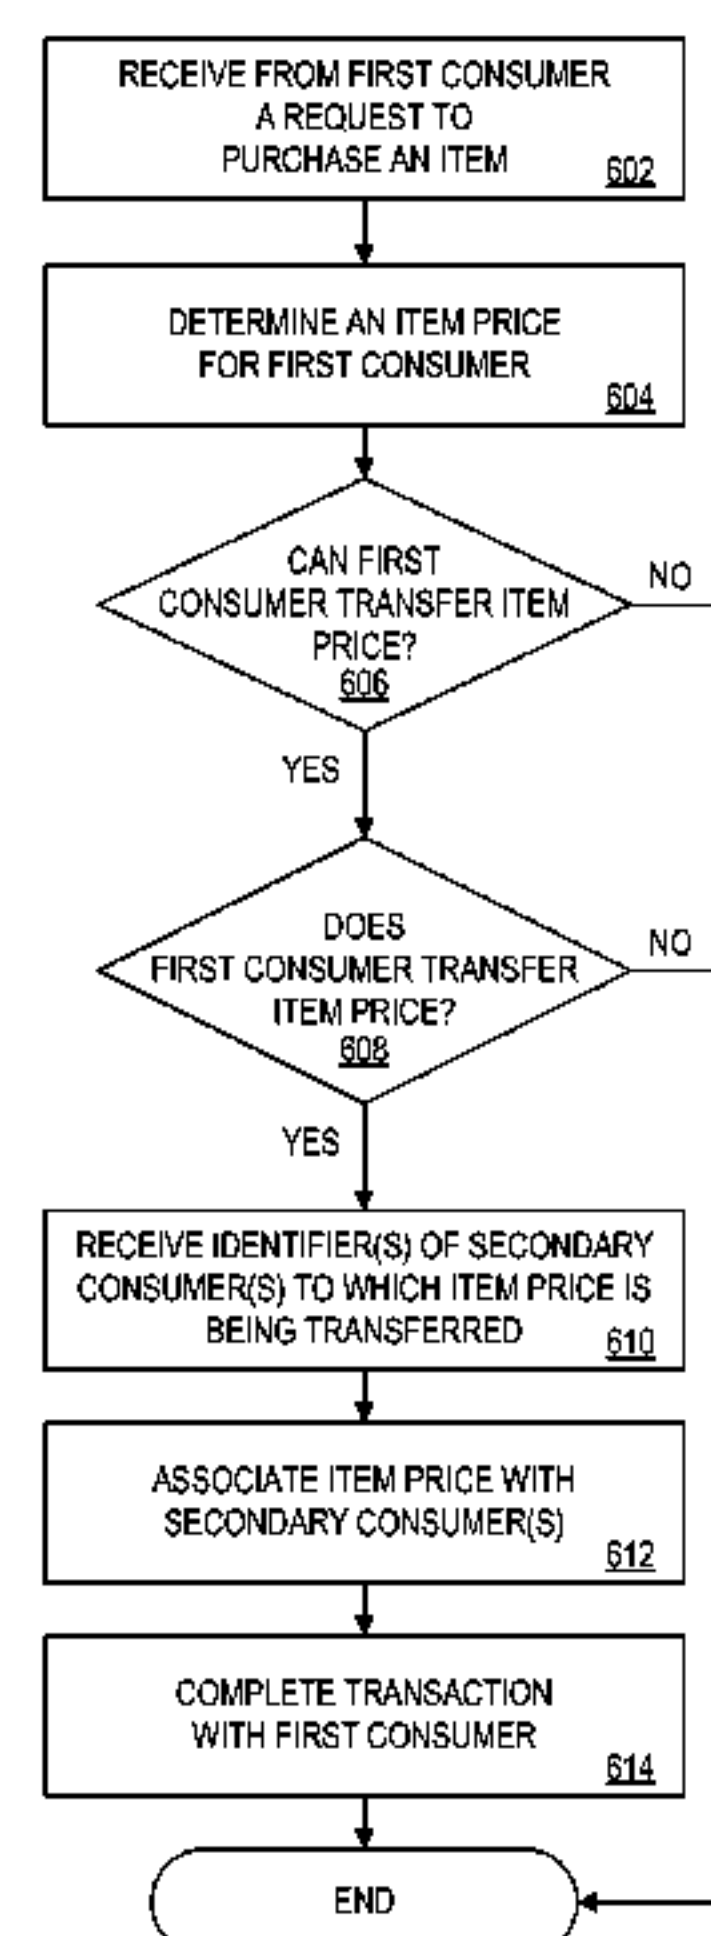 RECEIVE FROM FIRST CONSUMER
A REQUEST TO
PURCHASE AN ITEM
602
DETERMINE AN ITEM PRICE
FOR FIRST CONSUMER
604
CAN FIRST
CONSUMER TRANSFER ITEM
PRICE?
606
NO
YES
DOES
FIRST CONSUMER TRANSFER
ITEM PRICE?
608
NO
YES
RECEIVE IDENTIFIER(S) OF SECONDARY
CONSUMER(S) TO WHICH ITEM PRICE IS
BEING TRANSFERRED
610
ASSOCIATE ITEM PRICE WITH
SECONDARY CONSUMER(S)
612
COMPLETE TRANSACTION
WITH FIRST CONSUMER
614
END